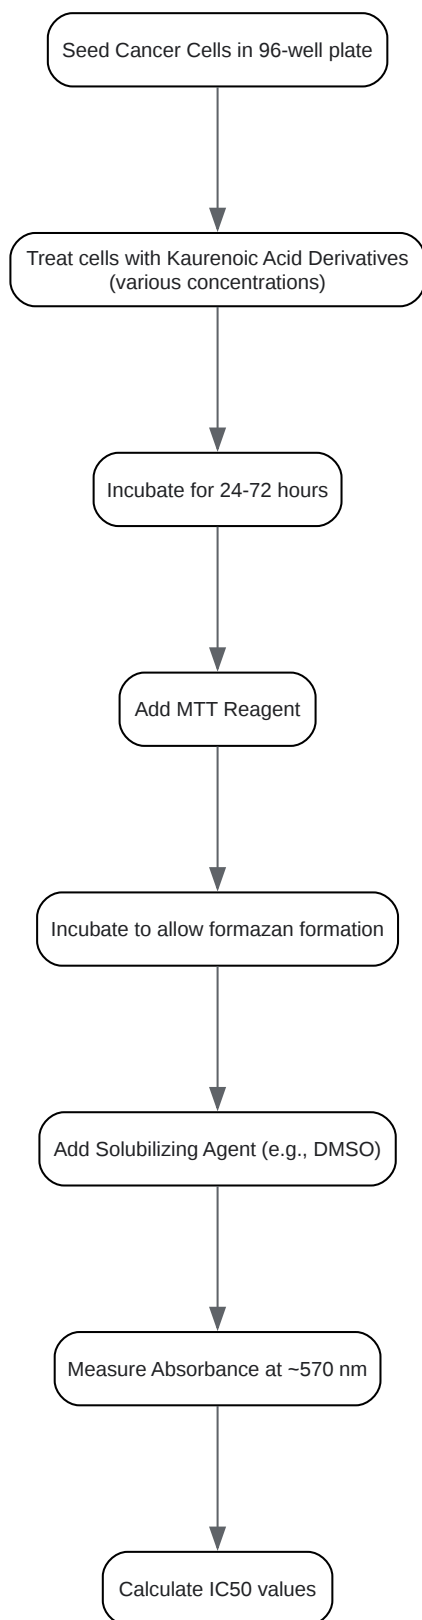 Seed Cancer Cells in 96-well plate
Treat cells with Kaurenoic Acid Derivatives
(various concentrations)
Incubate for 24-72 hours
Add MTT Reagent
Incubate to allow formazan formation
Add Solubilizing Agent (e.g., DMSO)
Measure Absorbance at ~570 nm
Calculate IC50 values